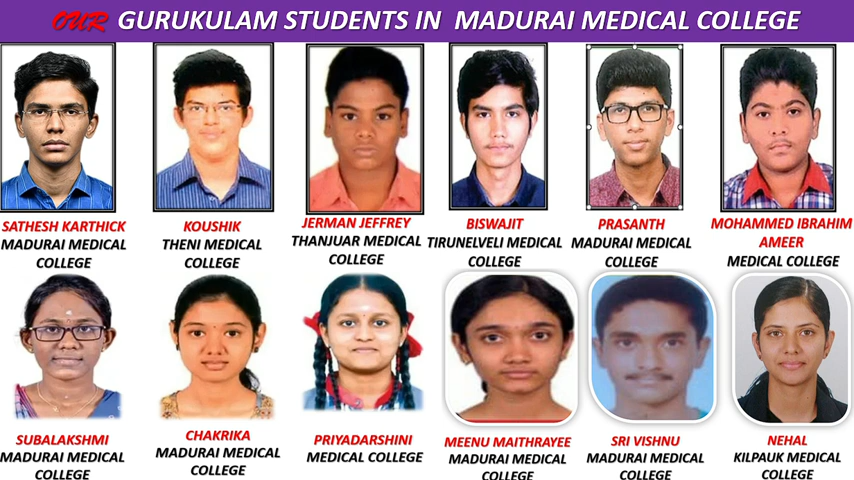 OUR GURUKULAM STUDENTS IN MADURAI MEDICAL COLLEGE
SATHESH KARTHICK
MADURAI MEDICAL
COLLEGE
KOUSHIK
THENI MEDICAL
COLLEGE
JERMAN JEFFREY
THANJUAR MEDICAL
COLLEGE
BISWAJIT
TIRUNELVELI MEDICAL
COLLEGE
PRASANTH
MADURAI MEDICAL
COLLEGE
MOHAMMED IBRAHIM
AMEER
MEDICAL COLLEGE
SUBALAKSHMI
MADURAI MEDICAL
COLLEGE
CHAKRIKA
MADURAI MEDICAL
COLLEGE
PRIYADARSHINI
MEDICAL COLLEGE
MEENU MAITHRAYEE
MADURAI MEDICAL
COLLEGE
SRI VISHNU
MADURAI MEDICAL
COLLEGE
NEHAL
KILPAUK MEDICAL
COLLEGE